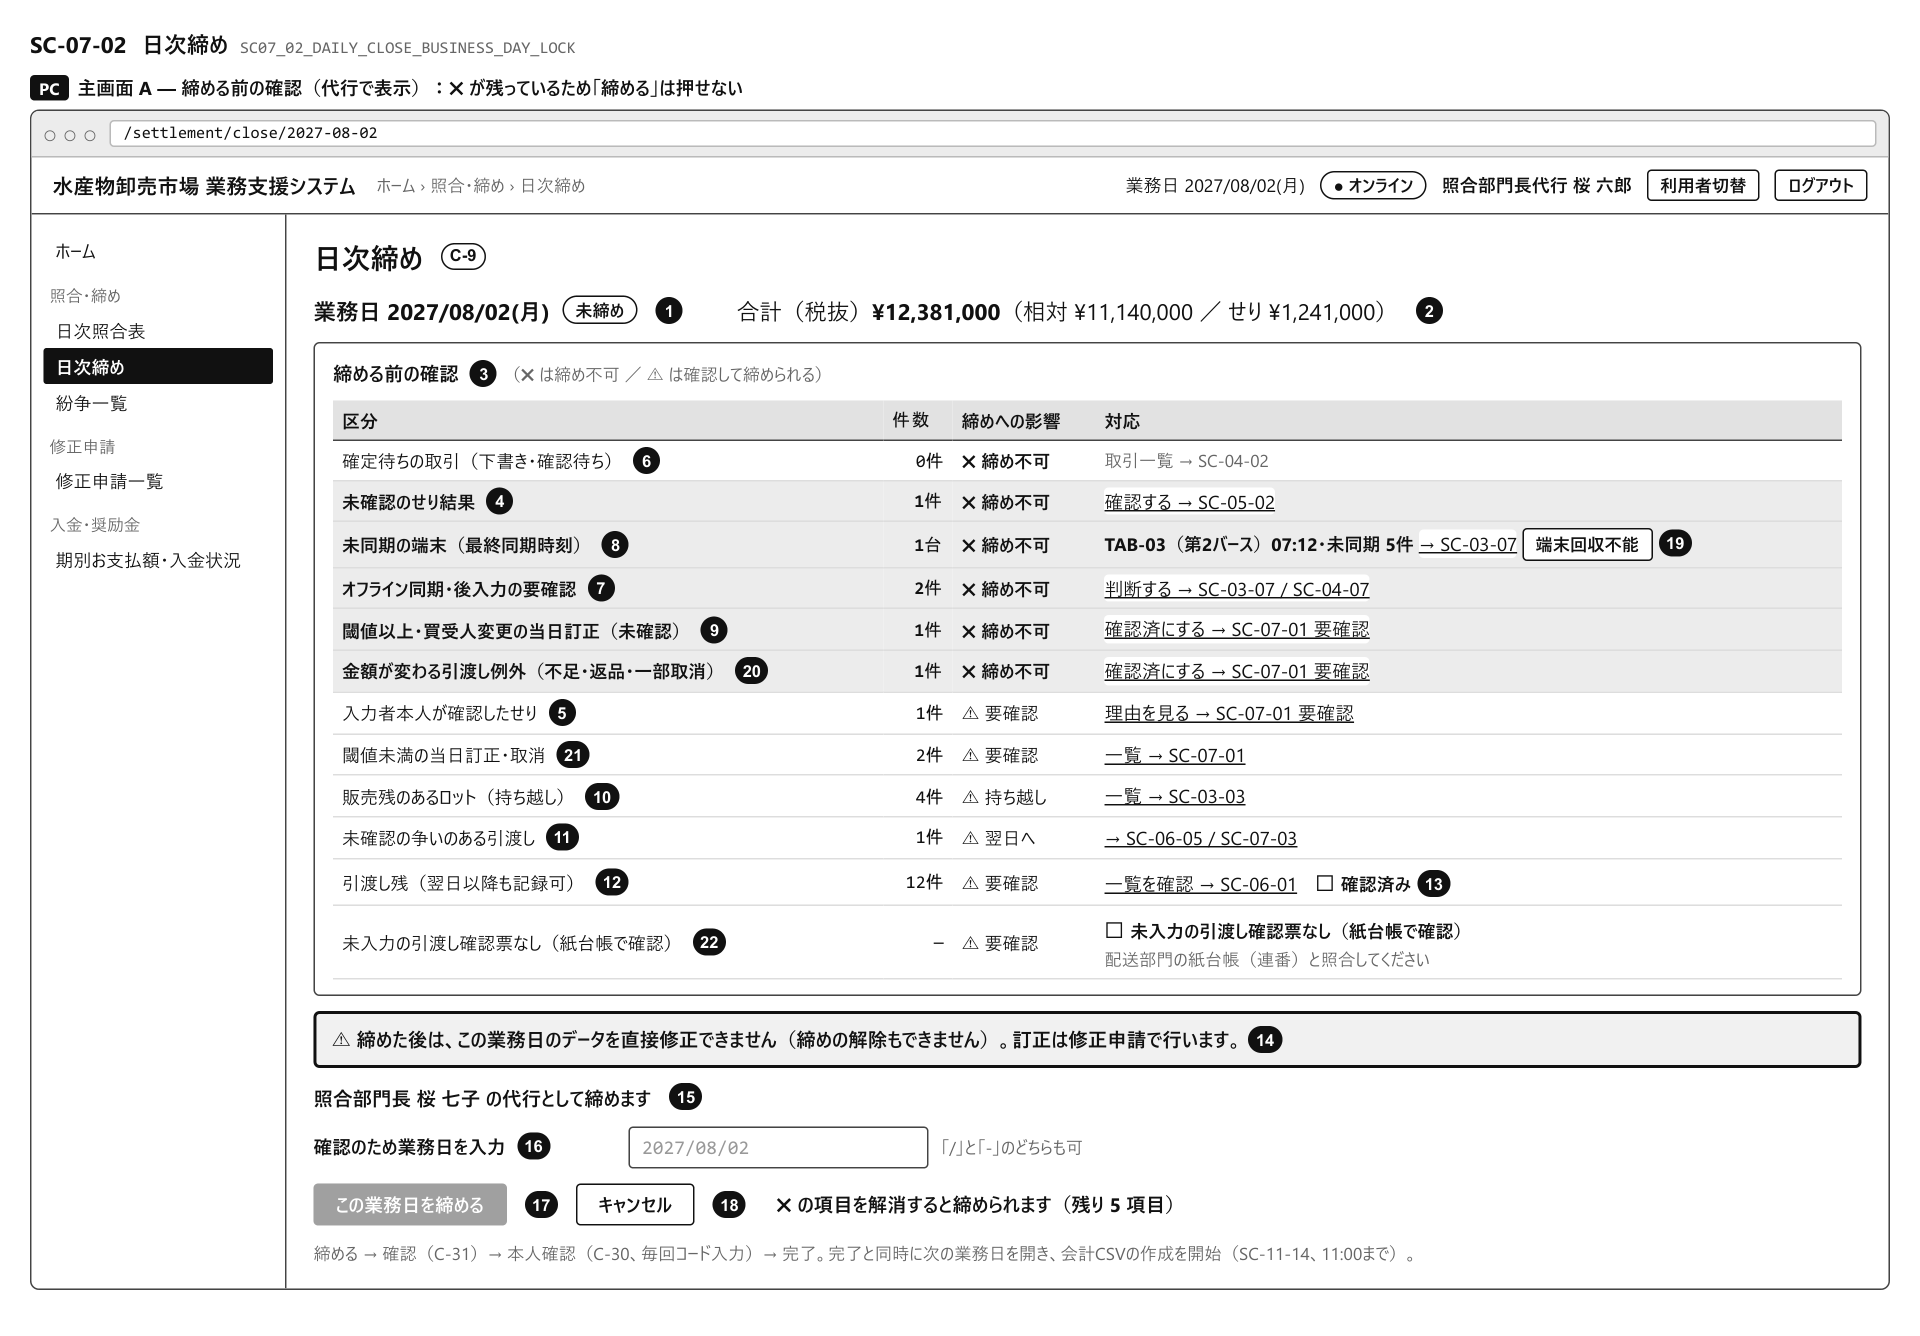 SC-07-02 日次締め SC07_02_DAILY_CLOSE_BUSINESS_DAY_LOCK
PC 主画面 A — 締める前の確認（代行で表示）：✕ が残っているため「締める」は押せない
/settlement/close/2027-08-02
水産物卸売市場 業務支援システム ホーム › 照合・締め › 日次締め 業務日 2027/08/02(月) ● オンライン 照合部門長代行 桜 六郎 利用者切替 ログアウト
ホーム
照合・締め
日次照合表
日次締め
紛争一覧
修正申請
修正申請一覧
入金・奨励金
期別お支払額・入金状況
日次締め C-9
業務日 2027/08/02(月) 未締め 1 合計（税抜）¥12,381,000（相対 ¥11,140,000 ／ せり ¥1,241,000） 2
締める前の確認 3 （✕ は締め不可 ／ ⚠ は確認して締められる）
区分 件数 締めへの影響 対応
確定待ちの取引（下書き・確認待ち） 6 0件 ✕ 締め不可 取引一覧 → SC-04-02
未確認のせり結果 4 1件 ✕ 締め不可 確認する → SC-05-02
未同期の端末（最終同期時刻） 8 1台 ✕ 締め不可 TAB-03（第2バース）07:12・未同期 5件 → SC-03-07 端末回収不能 19
オフライン同期・後入力の要確認 7 2件 ✕ 締め不可 判断する → SC-03-07 / SC-04-07
閾値以上・買受人変更の当日訂正（未確認） 9 1件 ✕ 締め不可 確認済にする → SC-07-01 要確認
金額が変わる引渡し例外（不足・返品・一部取消） 20 1件 ✕ 締め不可 確認済にする → SC-07-01 要確認
入力者本人が確認したせり 5 1件 ⚠ 要確認 理由を見る → SC-07-01 要確認
閾値未満の当日訂正・取消 21 2件 ⚠ 要確認 一覧 → SC-07-01
販売残のあるロット（持ち越し） 10 4件 ⚠ 持ち越し 一覧 → SC-03-03
未確認の争いのある引渡し 11 1件 ⚠ 翌日へ → SC-06-05 / SC-07-03
引渡し残（翌日以降も記録可） 12 12件 ⚠ 要確認 一覧を確認 → SC-06-01 ☐ 確認済み 13
未入力の引渡し確認票なし（紙台帳で確認） 22 － ⚠ 要確認 ☐ 未入力の引渡し確認票なし（紙台帳で確認）
配送部門の紙台帳（連番）と照合してください
⚠ 締めた後は、この業務日のデータを直接修正できません（締めの解除もできません）。訂正は修正申請で行います。 14
照合部門長 桜 七子 の代行として締めます 15
確認のため業務日を入力 16 2027/08/02 「/」と「-」のどちらも可
この業務日を締める 17 キャンセル 18 ✕ の項目を解消すると締められます（残り 5 項目）
締める → 確認（C-31）→ 本人確認（C-30、毎回コード入力）→ 完了。完了と同時に次の業務日を開き、会計CSVの作成を開始（SC-11-14、11:00まで）。